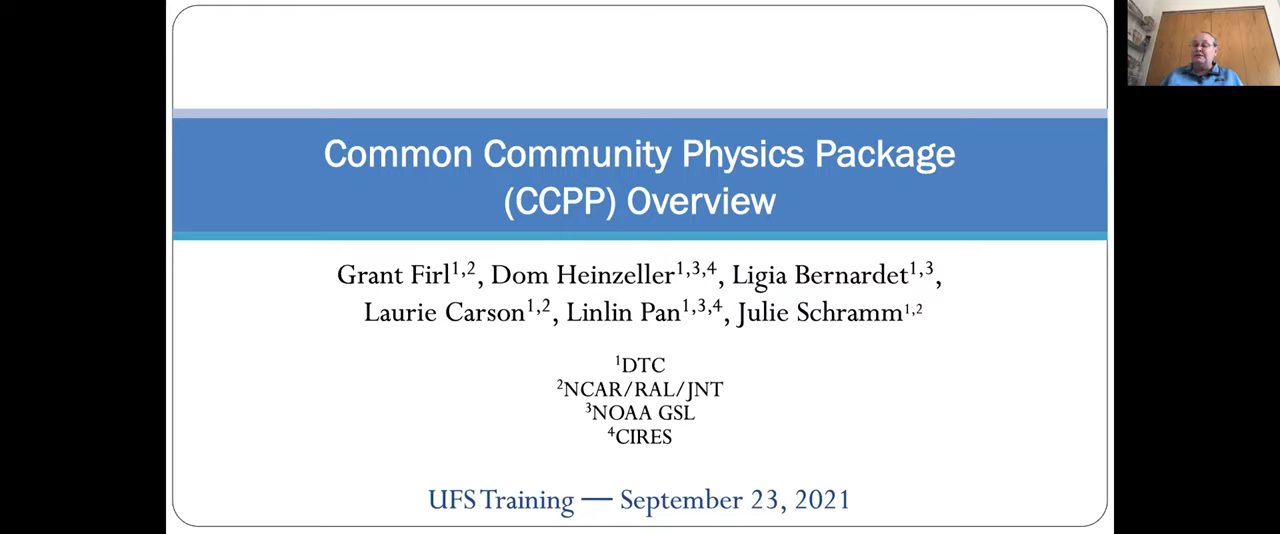 Common Community Physics Package
(CCPP) Overview
Grant Firl1,2, Dom Heinzeller1,3,4, Ligia Bernardet1,3,
Laurie Carson1,2, Linlin Pan1,3,4, Julie Schramm1,2
1DTC
2NCAR/RAL/JNT
3NOAA GSL
4CIRES
UFS Training — September 23, 2021